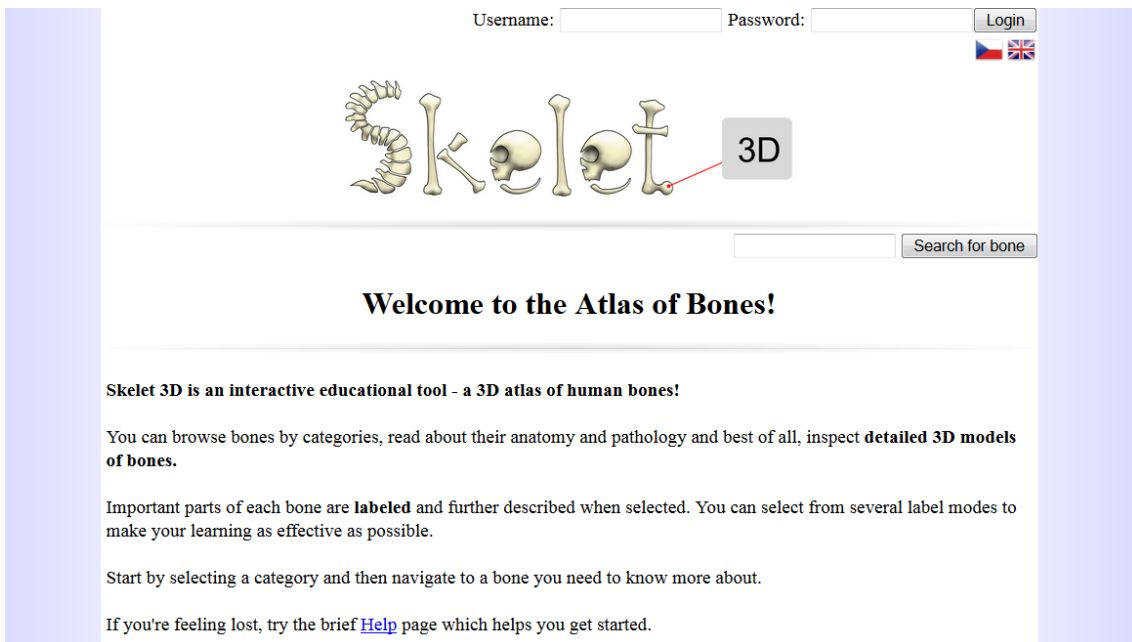 Username: Password: Login
Skelet 3D
Search for bone
Welcome to the Atlas of Bones!
Skelet 3D is an interactive educational tool - a 3D atlas of human bones!
You can browse bones by categories, read about their anatomy and pathology and best of all, inspect detailed 3D models
of bones.
Important parts of each bone are labeled and further described when selected. You can select from several label modes to
make your learning as effective as possible.
Start by selecting a category and then navigate to a bone you need to know more about.
If you're feeling lost, try the brief Help page which helps you get started.